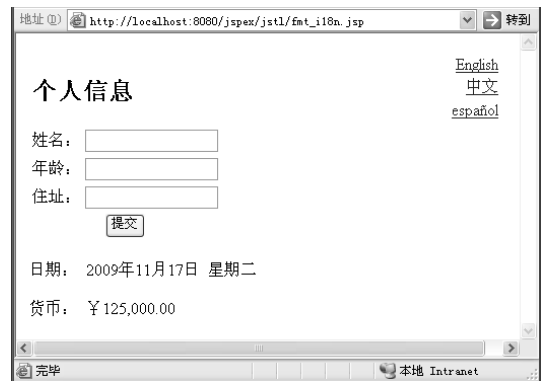 地址(D) http://localhost:8080/jspex/jstl/fmt_i18n.jsp 转到
English
中文
español
个人信息
姓名：
年龄：
住址：
提交
日期： 2009年11月17日 星期二
货币： ￥125,000.00
完毕 本地 Intranet